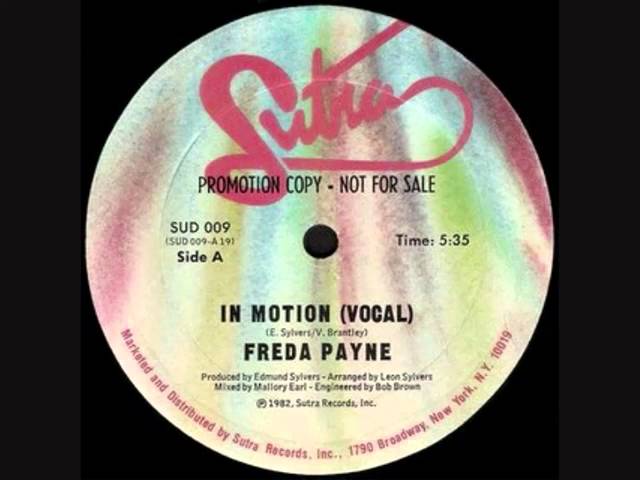 Sutra
PROMOTION COPY - NOT FOR SALE
SUD 009
(SUD 009-A 19)
Side A
Time: 5:35
IN MOTION (VOCAL)
(E. Sylvers/V. Brantley)
FREDA PAYNE
Produced by Edmund Sylvers - Arranged by Leon Sylvers
Mixed by Mallory Earl - Engineered by Bob Brown
℗ 1982, Sutra Records, Inc.
Marketed and Distributed by Sutra Records, Inc., 1790 Broadway, New York, N.Y. 10019